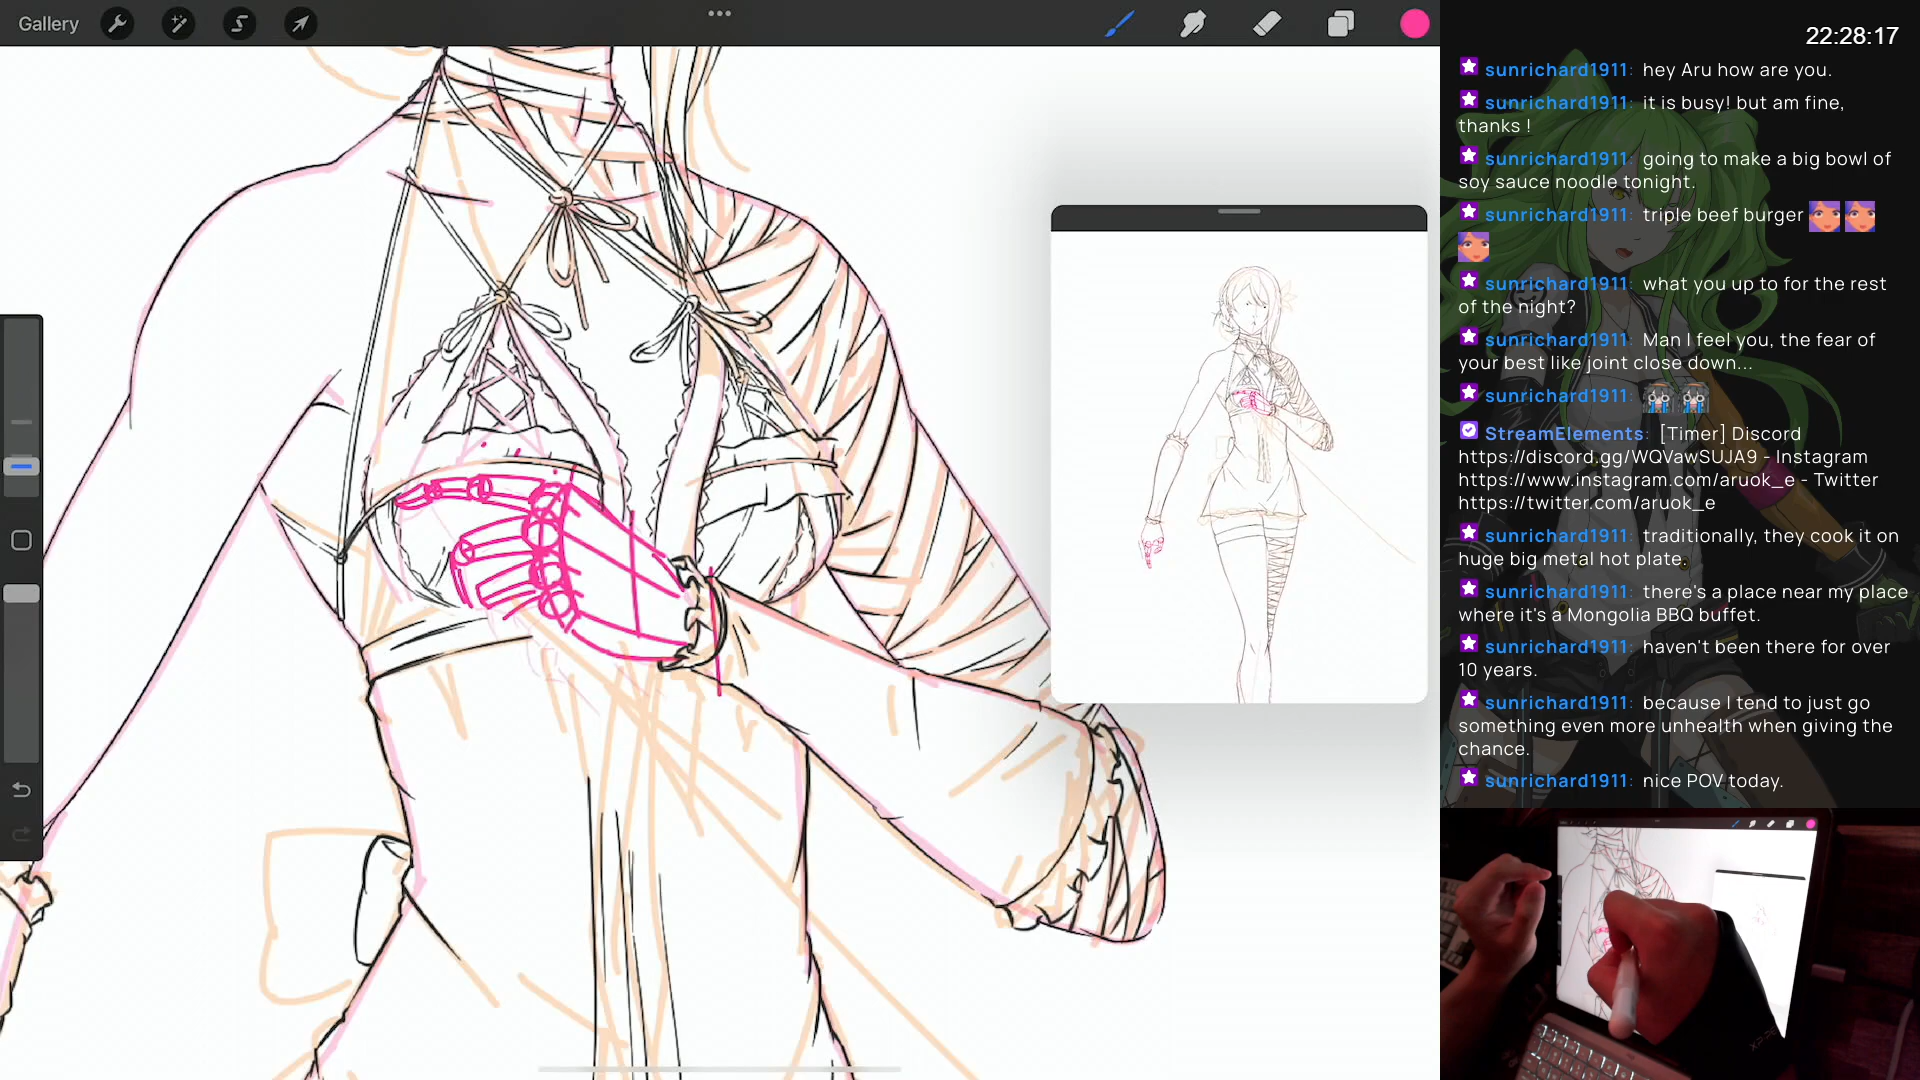 Gallery
22:28:17
sunrichard1911: hey Aru how are you.
sunrichard1911: it is busy! but am fine,
thanks !
sunrichard1911: going to make a big bowl of
soy sauce noodle tonight.
sunrichard1911: triple beef burger
sunrichard1911: what you up to for the rest
of the night?
sunrichard1911: Man I feel you, the fear of
your best like joint close down...
sunrichard1911:
StreamElements: [Timer] Discord
https://discord.gg/WQVawSUJA9 - Instagram
https://www.instagram.com/aruok_e - Twitter
https://twitter.com/aruok_e
sunrichard1911: traditionally, they cook it on
huge big metal hot plate.
sunrichard1911: there's a place near my place
where it's a Mongolia BBQ buffet.
sunrichard1911: haven't been there for over
10 years.
sunrichard1911: because I tend to just go
something even more unhealth when giving the
chance.
sunrichard1911: nice POV today.